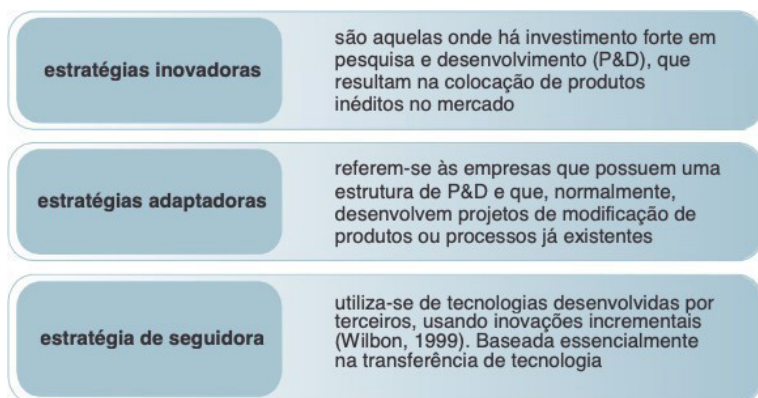 estratégias inovadoras
são aquelas onde há investimento forte em
pesquisa e desenvolvimento (P&D), que
resultam na colocação de produtos
inéditos no mercado
estratégias adaptadoras
referem-se às empresas que possuem uma
estrutura de P&D e que, normalmente,
desenvolvem projetos de modificação de
produtos ou processos já existentes
estratégia de seguidora
utiliza-se de tecnologias desenvolvidas por
terceiros, usando inovações incrementais
(Wilbon, 1999). Baseada essencialmente
na transferência de tecnologia